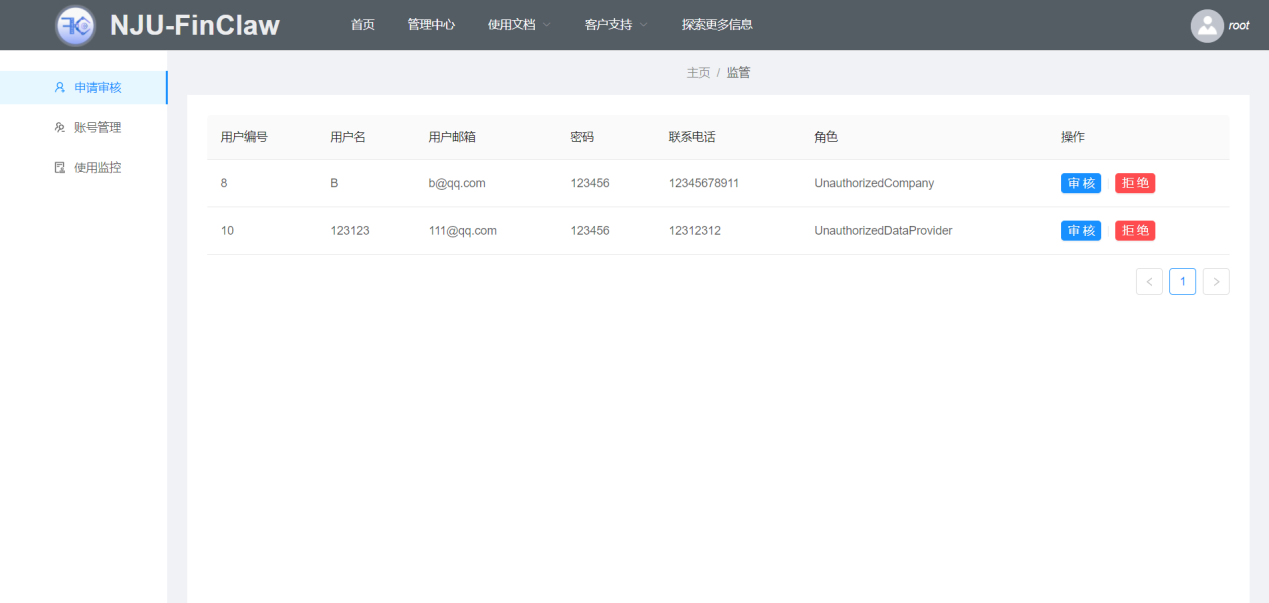 NJU-FinClaw 首页 管理中心 使用文档 客户支持 探索更多信息 root
主页 / 监管
申请审核
账号管理
使用监控
用户编号 用户名 用户邮箱 密码 联系电话 角色 操作
8 B b@qq.com 123456 12345678911 UnauthorizedCompany 审核 拒绝
10 123123 111@qq.com 123456 12312312 UnauthorizedDataProvider 审核 拒绝
< 1 >